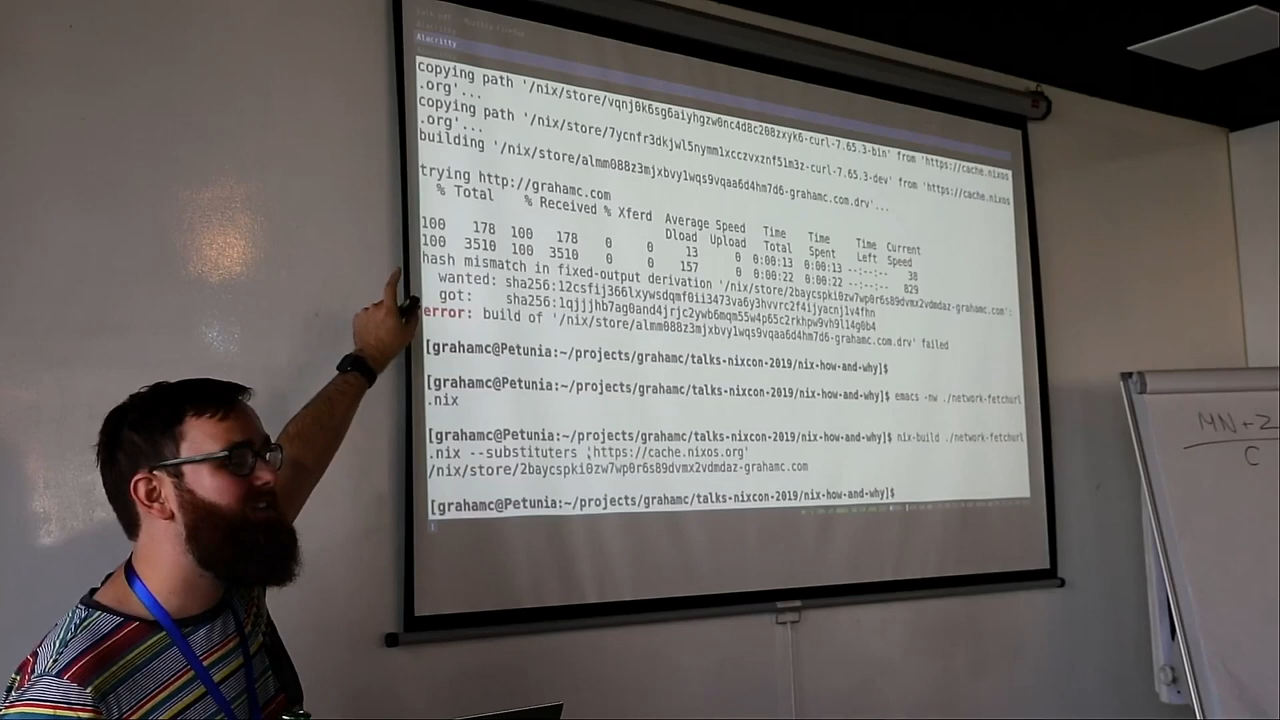 Alacritty
copying path '/nix/store/vqnj0k6sg6aiyhgzw0nc4d8c208zxyk6-curl-7.65.3-bin' from 'https://cache.nixos
.org'...
copying path '/nix/store/7ycnfr3dkjwl5nymm1xcczvxznf51m3z-curl-7.65.3-dev' from 'https://cache.nixos
.org'...
building '/nix/store/almm088z3mjxbvy1wqs9vqaa6d4hm7d6-grahamc.com.drv'...
trying http://grahamc.com
% Total % Received % Xferd Average Speed Time Time Time Current
Dload Upload Total Spent Left Speed
100 178 100 178 0 0 13 0 0:00:13 0:00:13 --:--:-- 38
100 3510 100 3510 0 0 157 0 0:00:22 0:00:22 --:--:-- 829
hash mismatch in fixed-output derivation '/nix/store/2baycspki0zw7wp0r6s89dvmx2vdmdaz-grahamc.com':
wanted: sha256:12csfij366lxywsdqmf0ii3473va6y3hvvrc2f4ijyacnj1v4fhn
got: sha256:1qjjjhb7ag0and4jrjc2ywb6mqm55w4p65c2rkhpw9vh9l14g0b4
error: build of '/nix/store/almm088z3mjxbvy1wqs9vqaa6d4hm7d6-grahamc.com.drv' failed
[grahamc@Petunia:~/projects/grahamc/talks-nixcon-2019/nix-how-and-why]$
[grahamc@Petunia:~/projects/grahamc/talks-nixcon-2019/nix-how-and-why]$ emacs -nw ./network-fetchurl
.nix
[grahamc@Petunia:~/projects/grahamc/talks-nixcon-2019/nix-how-and-why]$ nix-build ./network-fetchurl
.nix --substituters 'https://cache.nixos.org'
/nix/store/2baycspki0zw7wp0r6s89dvmx2vdmdaz-grahamc.com
[grahamc@Petunia:~/projects/grahamc/talks-nixcon-2019/nix-how-and-why]$
MN+2
C